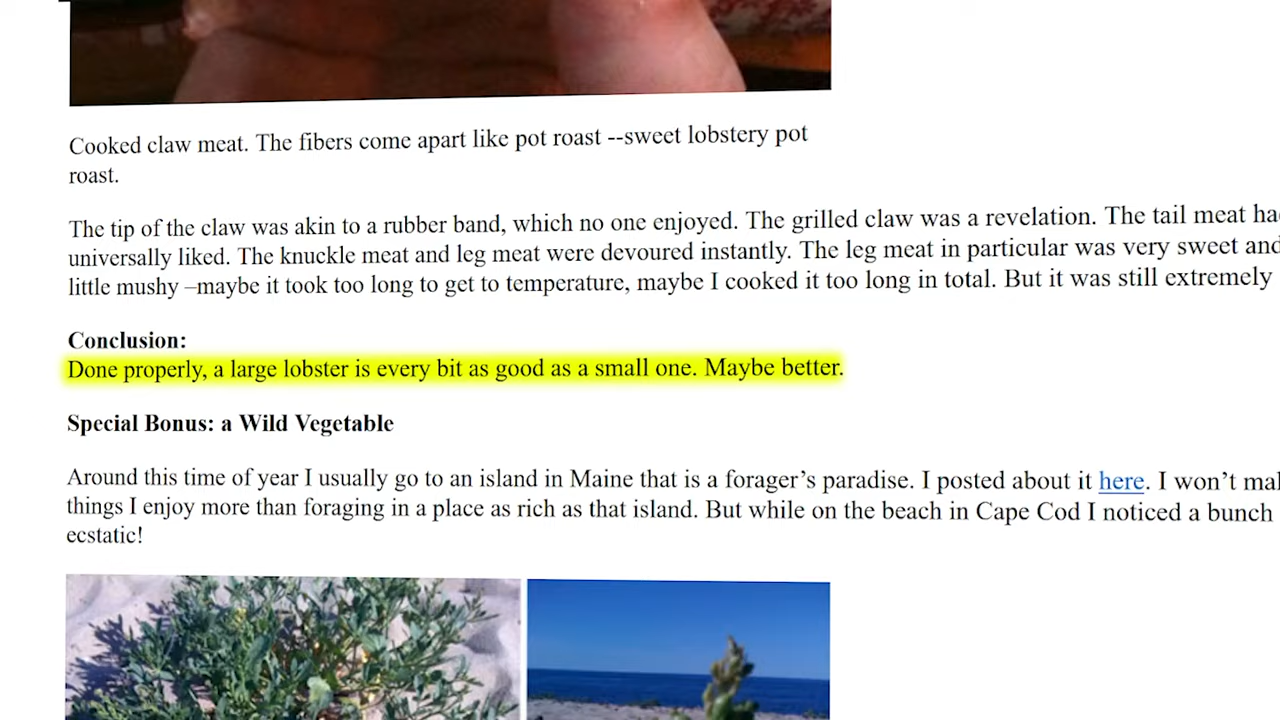 Cooked claw meat. The fibers come apart like pot roast --sweet lobstery pot
roast.
The tip of the claw was akin to a rubber band, which no one enjoyed. The grilled claw was a revelation. The tail meat
universally liked. The knuckle meat and leg meat were devoured instantly. The leg meat in particular was very sweet and
little mushy –maybe it took too long to get to temperature, maybe I cooked it too long in total. But it was still extremely
Conclusion:
Done properly, a large lobster is every bit as good as a small one. Maybe better.
Special Bonus: a Wild Vegetable
Around this time of year I usually go to an island in Maine that is a forager’s paradise. I posted about it here. I won’t
things I enjoy more than foraging in a place as rich as that island. But while on the beach in Cape Cod I noticed a bunch
ecstatic!